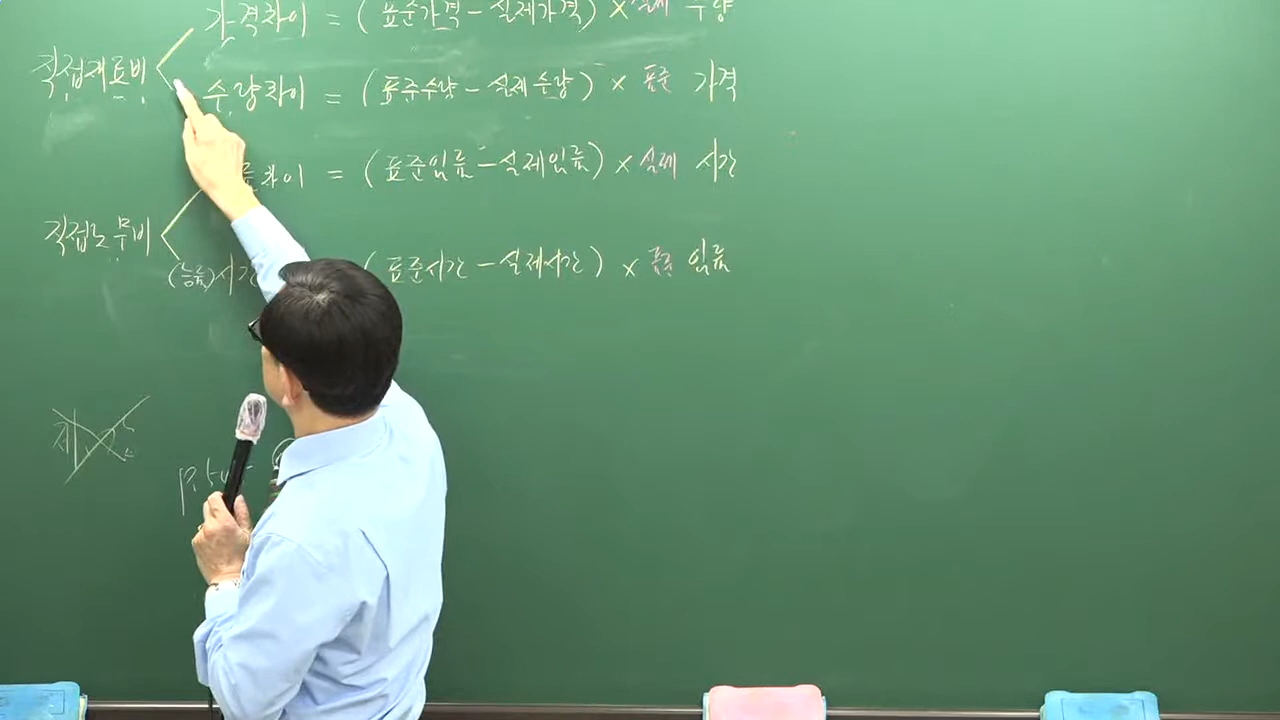 가격차이 = (표준가격 - 실제가격) × 실제 수량
직접재료비
수량차이 = (표준수량 - 실제수량) × 표준 가격
차이 = (표준임률 - 실제임률) × 실제 시간
직접노무비
(능률)시간 (표준시간 - 실제시간) × 표준 임률